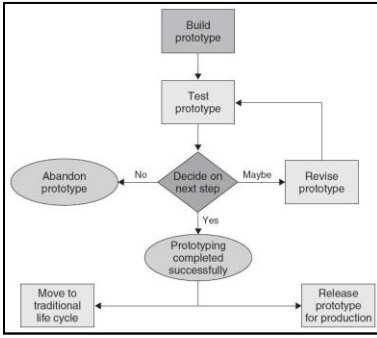 Build
prototype
Test
prototype
Abandon
prototype
No
Decide on
next step
Maybe
Revise
prototype
Yes
Prototyping
completed
successfully
Move to
traditional
life cycle
Release
prototype
for production